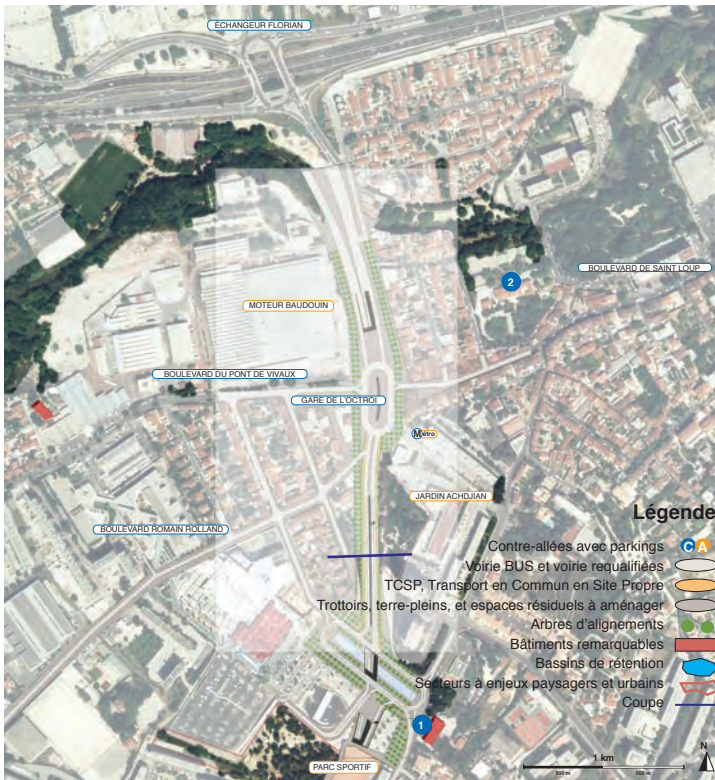 ÉCHANGEUR FLORIAN
BOULEVARD DE SAINT LOUP
2
MOTEUR BAUDOUIN
BOULEVARD DU PONT DE VIVAUX
GARE DE L'OCTROI
Métro
JARDIN ACHDJIAN
BOULEVARD ROMAIN ROLLAND
Légende
Contre-allées avec parkings C A
Voirie BUS et voirie requalifiées
TCSP, Transport en Commun en Site Propre
Trottoirs, terre-pleins, et espaces résiduels à aménager
Arbres d'alignements
Bâtiments remarquables
Bassins de rétention
Secteurs à enjeux paysagers et urbains
Coupe
1
PARC SPORTIF
N
1 km
500 m 500 m